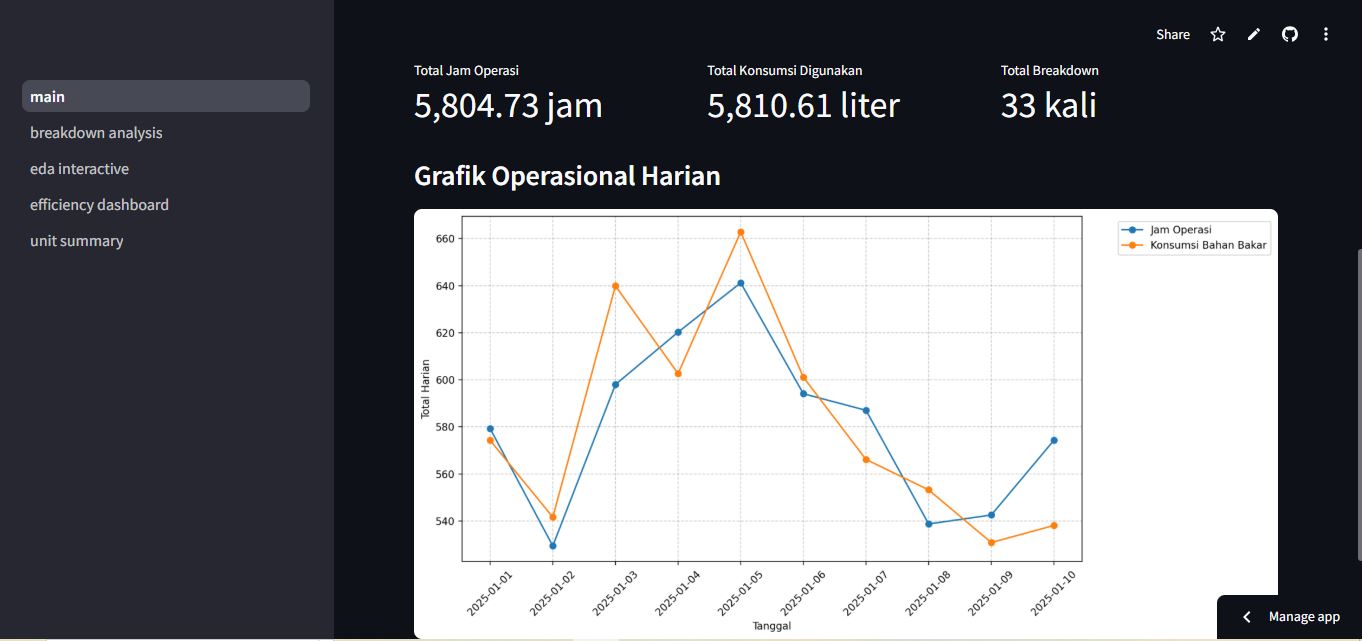 Share
main
breakdown analysis
eda interactive
efficiency dashboard
unit summary
Total Jam Operasi
5,804.73 jam
Total Konsumsi Digunakan
5,810.61 liter
Total Breakdown
33 kali
Grafik Operasional Harian
Jam Operasi
Konsumsi Bahan Bakar
Total Harian
660
640
620
600
580
560
540
2025-01-01
2025-01-02
2025-01-03
2025-01-04
2025-01-05
2025-01-06
2025-01-07
2025-01-08
2025-01-09
2025-01-10
Tanggal
Manage app